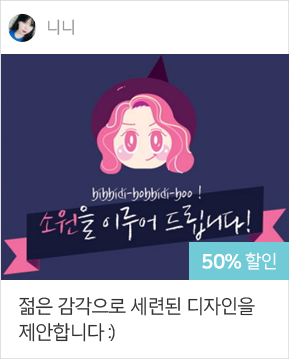 니니
bibbidi-bobbidi-boo !
소원을 이루어 드립니다!
50% 할인
젊은 감각으로 세련된 디자인을
제안합니다 :)